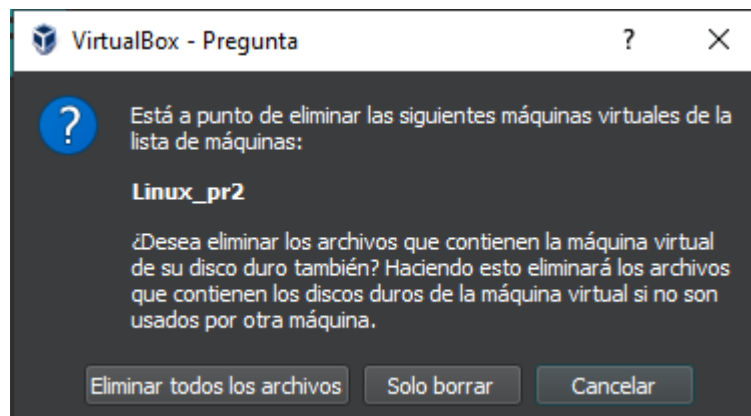 VirtualBox - Pregunta
Está a punto de eliminar las siguientes máquinas virtuales de la
lista de máquinas:
Linux_pr2
¿Desea eliminar los archivos que contienen la máquina virtual
de su disco duro también? Haciendo esto eliminará los archivos
que contienen los discos duros de la máquina virtual si no son
usados por otra máquina.
Eliminar todos los archivos
Solo borrar
Cancelar